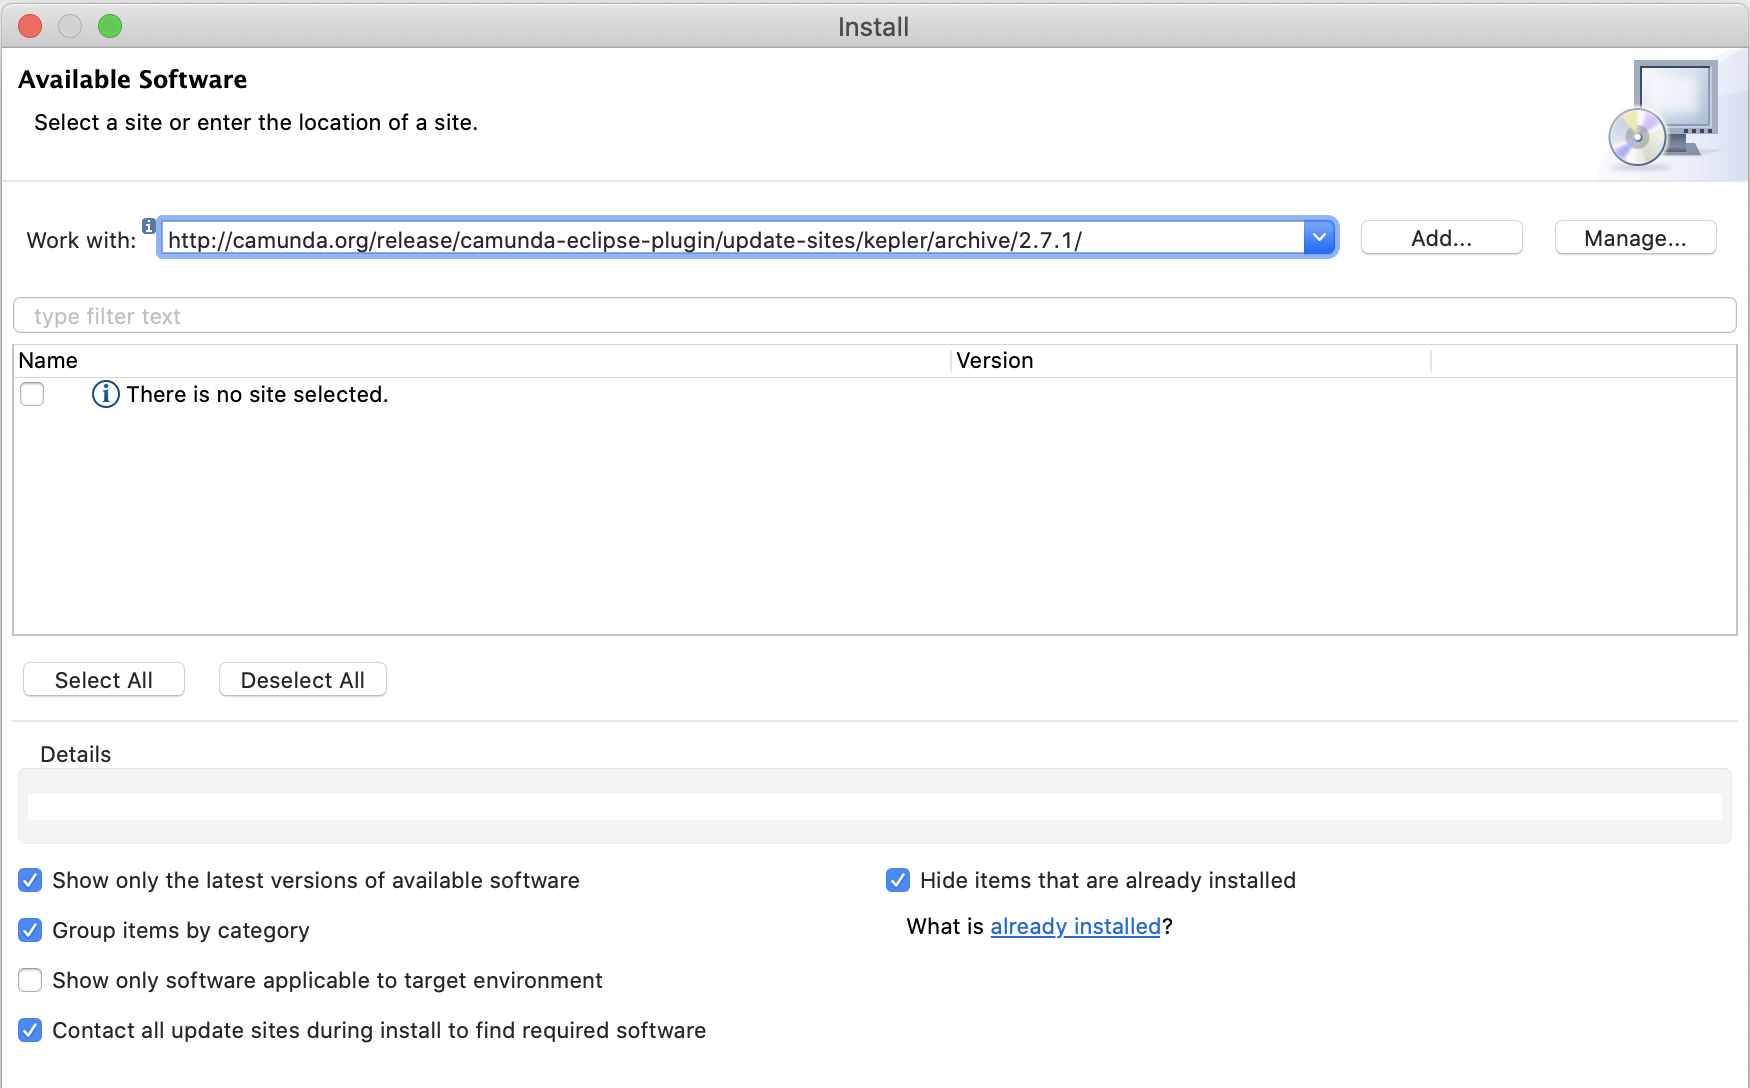 Install
Available Software
Select a site or enter the location of a site.
Work with: http://camunda.org/release/camunda-eclipse-plugin/update-sites/kepler/archive/2.7.1/ Add... Manage...
type filter text
Name Version
There is no site selected.
Select All Deselect All
Details
Show only the latest versions of available software Hide items that are already installed
Group items by category What is already installed?
Show only software applicable to target environment
Contact all update sites during install to find required software